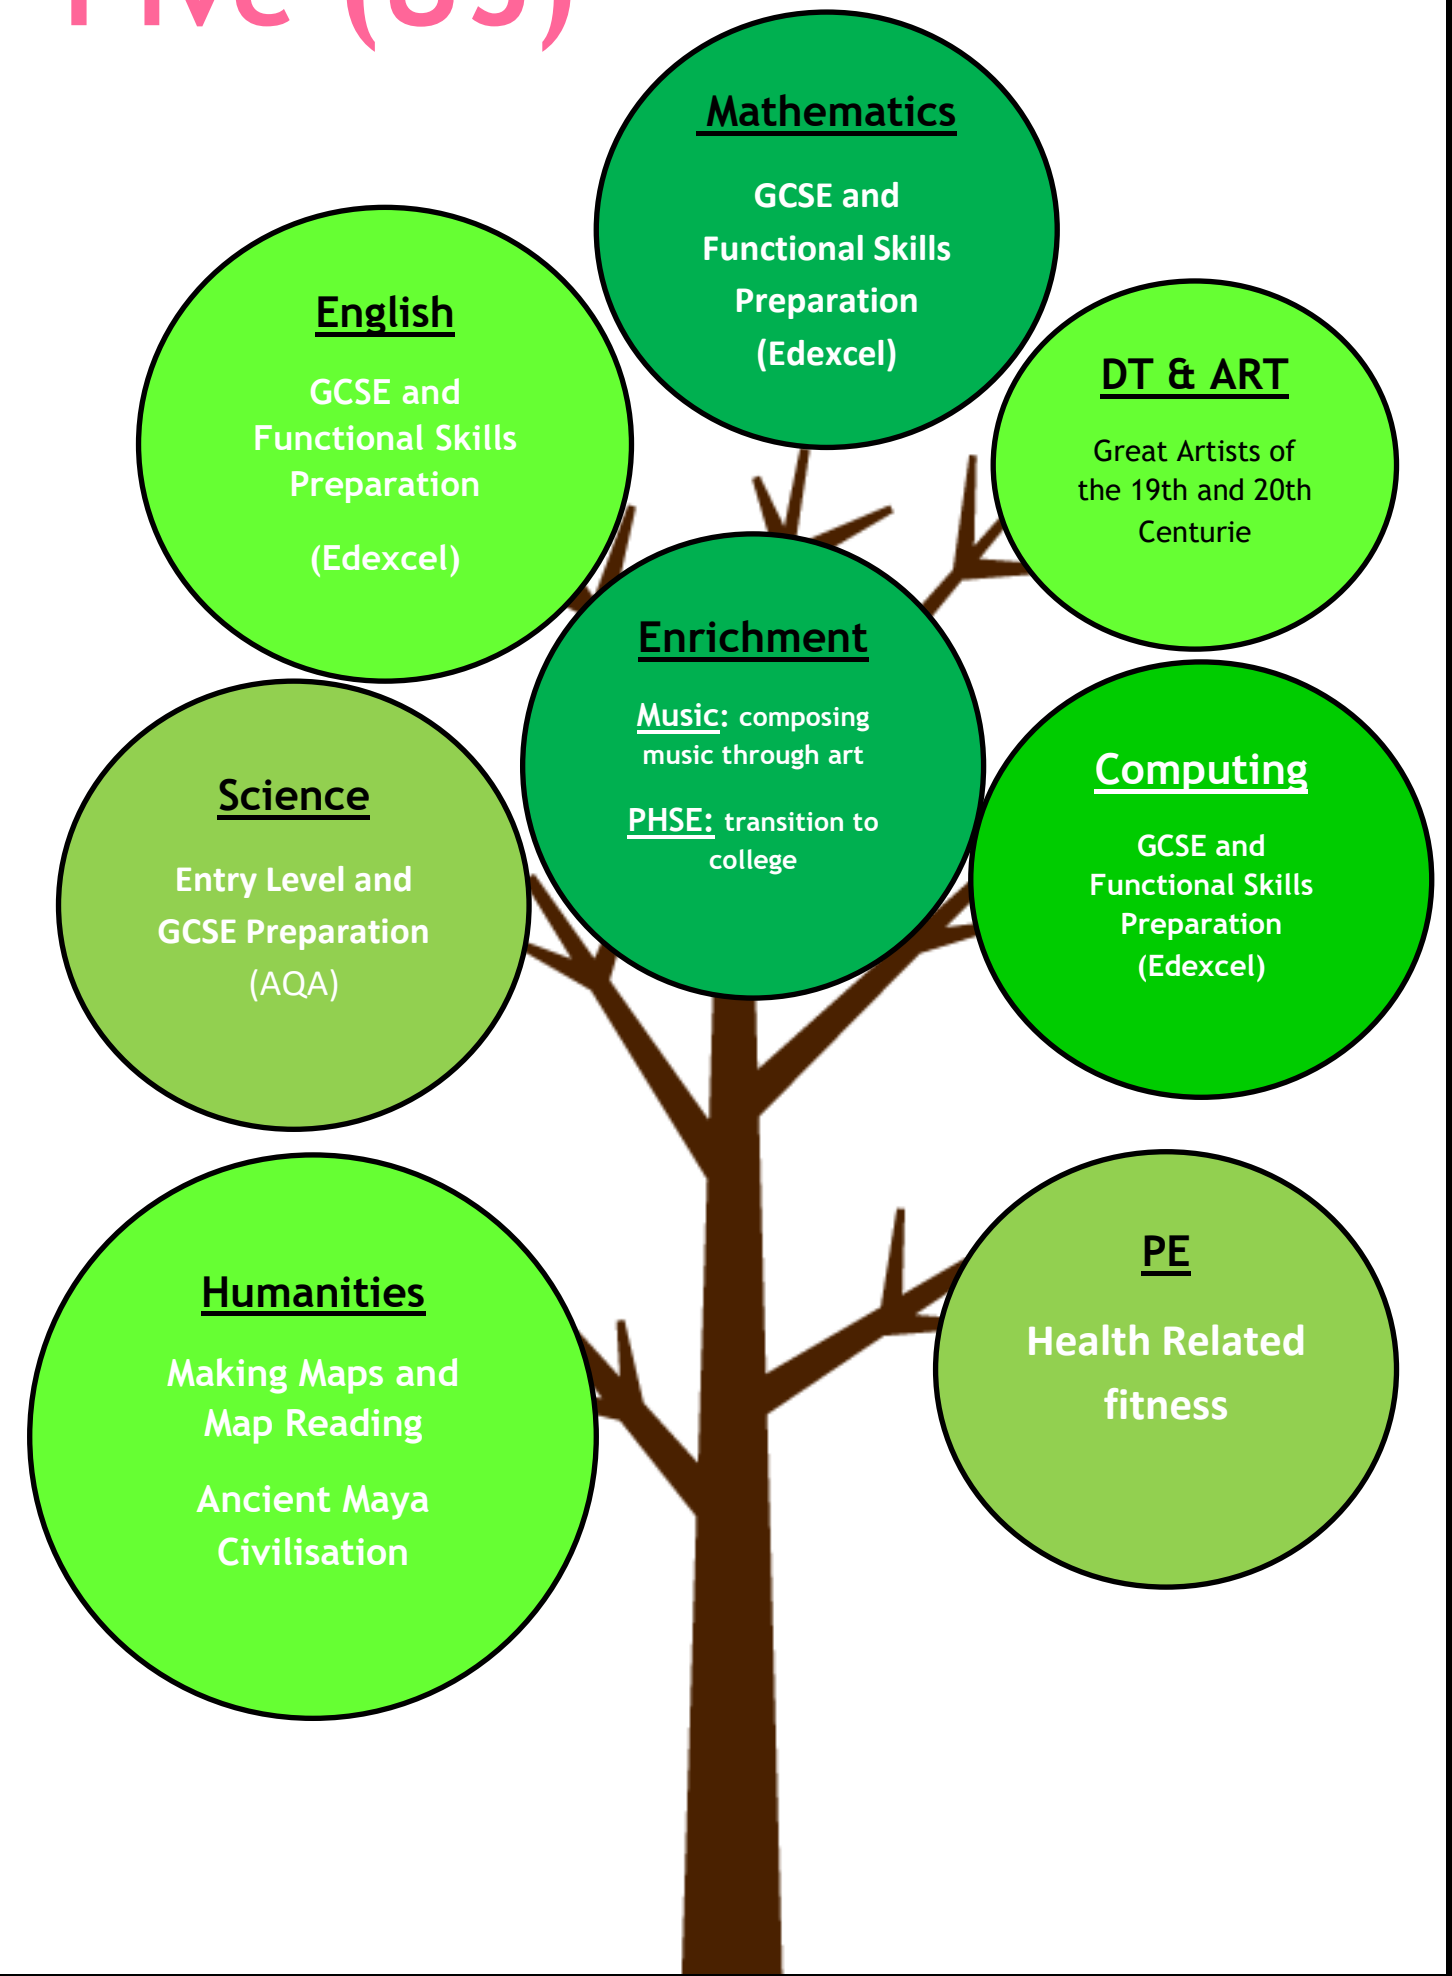 Five (U5)
Mathematics
GCSE and
Functional Skills
Preparation
(Edexcel)
English
GCSE and
Functional Skills
Preparation
(Edexcel)
DT & ART
Great Artists of
the 19th and 20th
Centurie
Enrichment
Music: composing
music through art
PHSE: transition to
college
Science
Entry Level and
GCSE Preparation
(AQA)
Computing
GCSE and
Functional Skills
Preparation
(Edexcel)
Humanities
Making Maps and
Map Reading
Ancient Maya
Civilisation
PE
Health Related
fitness